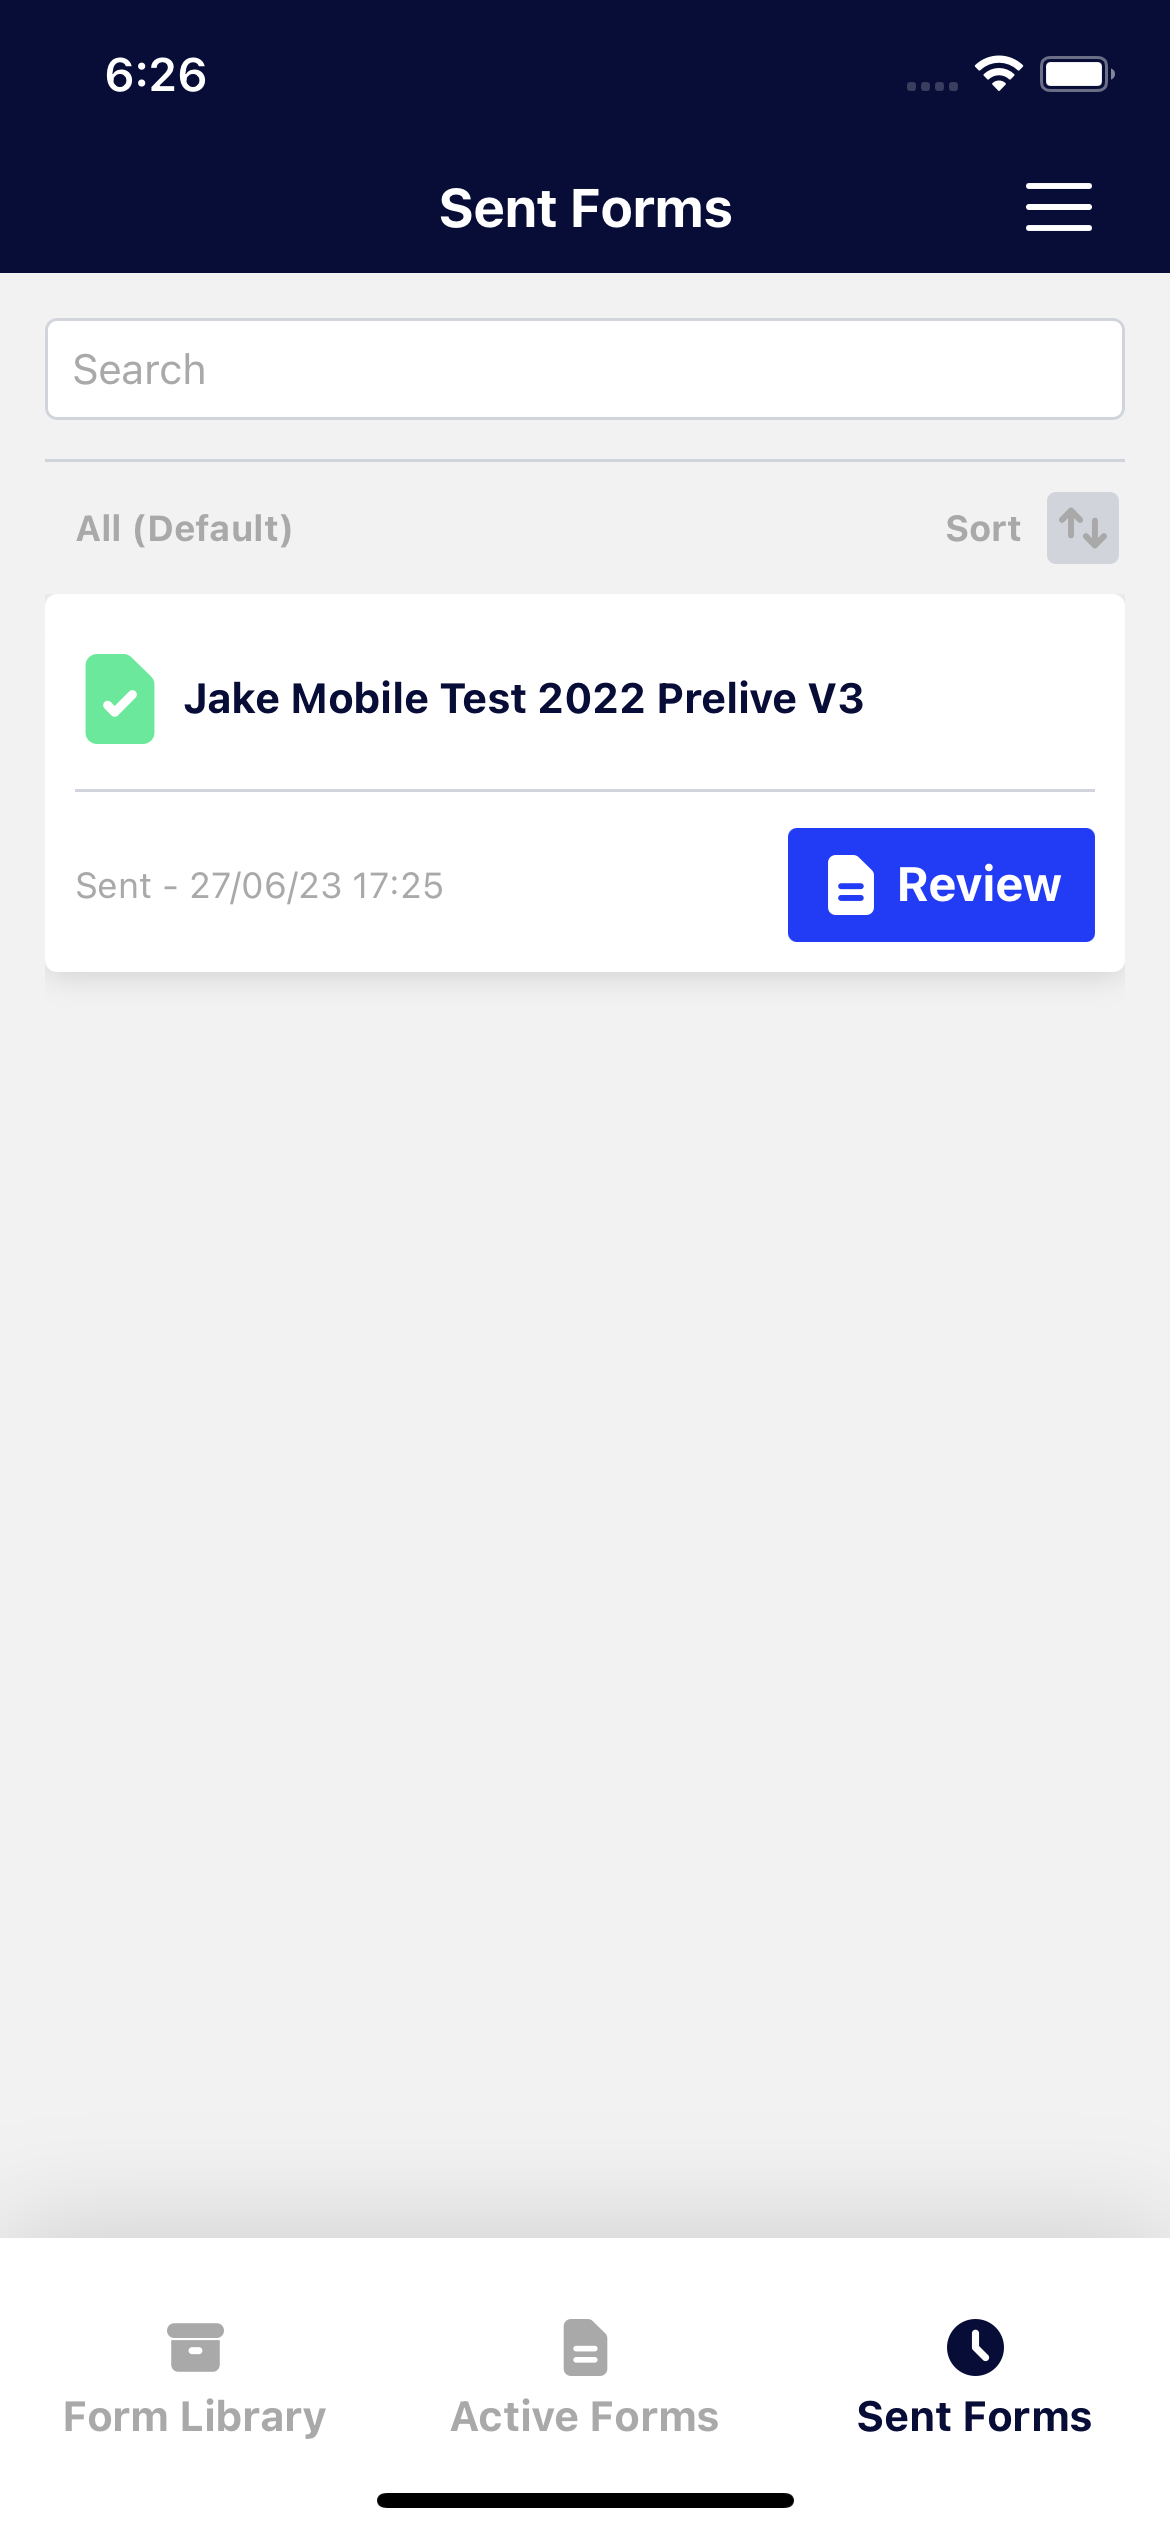 6:26
Sent Forms
Search
All (Default)
Sort
Jake Mobile Test 2022 Prelive V3
Sent - 27/06/23 17:25
Review
Form Library
Active Forms
Sent Forms